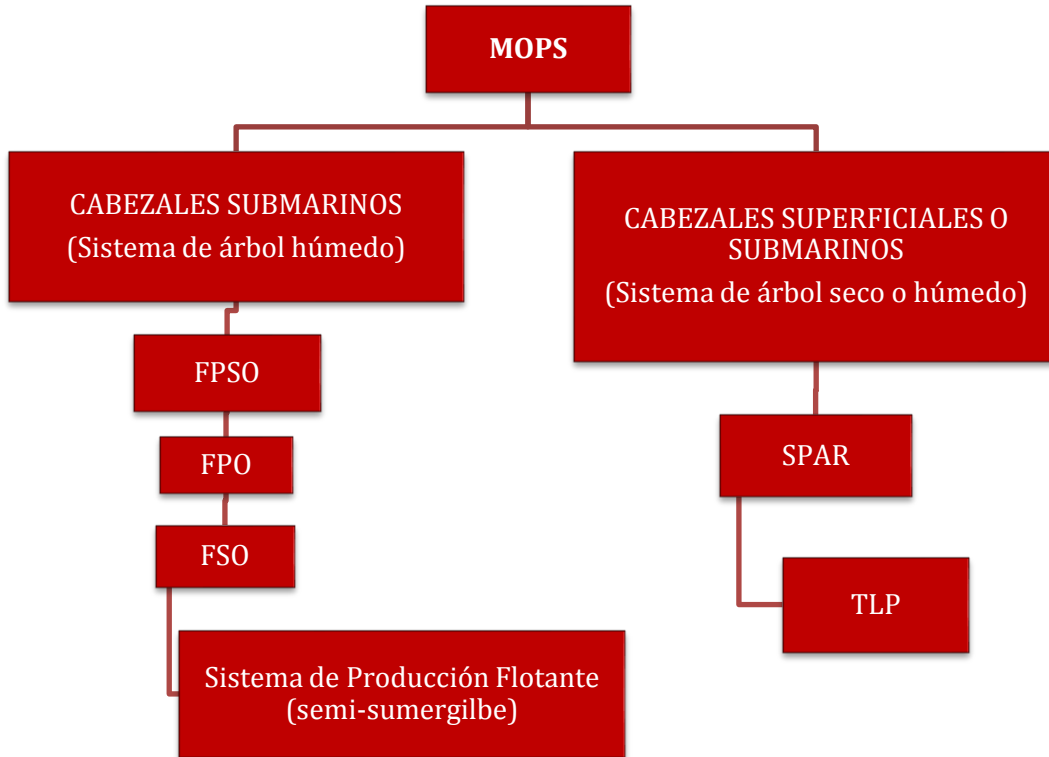 MOPS
CABEZALES SUBMARINOS
(Sistema de árbol húmedo)
FPSO
FPO
FSO
Sistema de Producción Flotante
(semi-sumergilbe)
CABEZALES SUPERFICIALES O
SUBMARINOS
(Sistema de árbol seco o húmedo)
SPAR
TLP